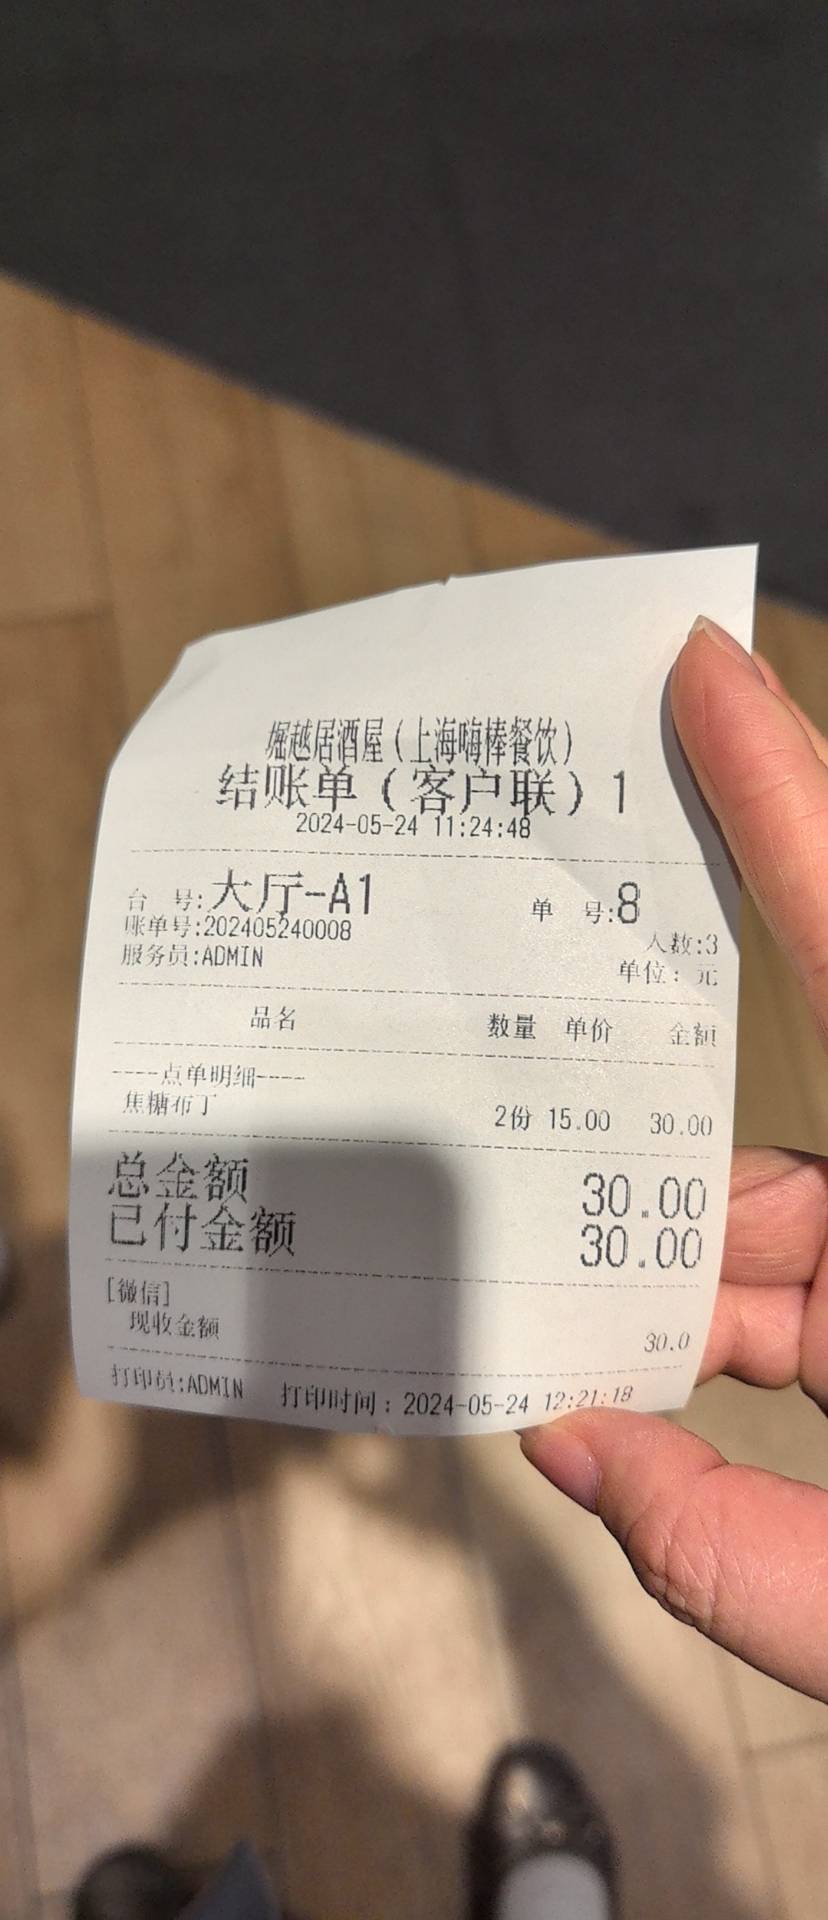 堀越居酒屋（上海嗨棒餐饮）
结账单（客户联）1
2024-05-24 11:24:48
台 号:大厅-A1 单 号:8
账单号:202405240008 人数:3
服务员:ADMIN 单位：元
品名 数量 单价 金额
----点单明细----
焦糖布丁 2份 15.00 30.00
总金额 30.00
已付金额 30.00
[微信]
现收金额 30.0
打印员:ADMIN 打印时间：2024-05-24 12:21:18